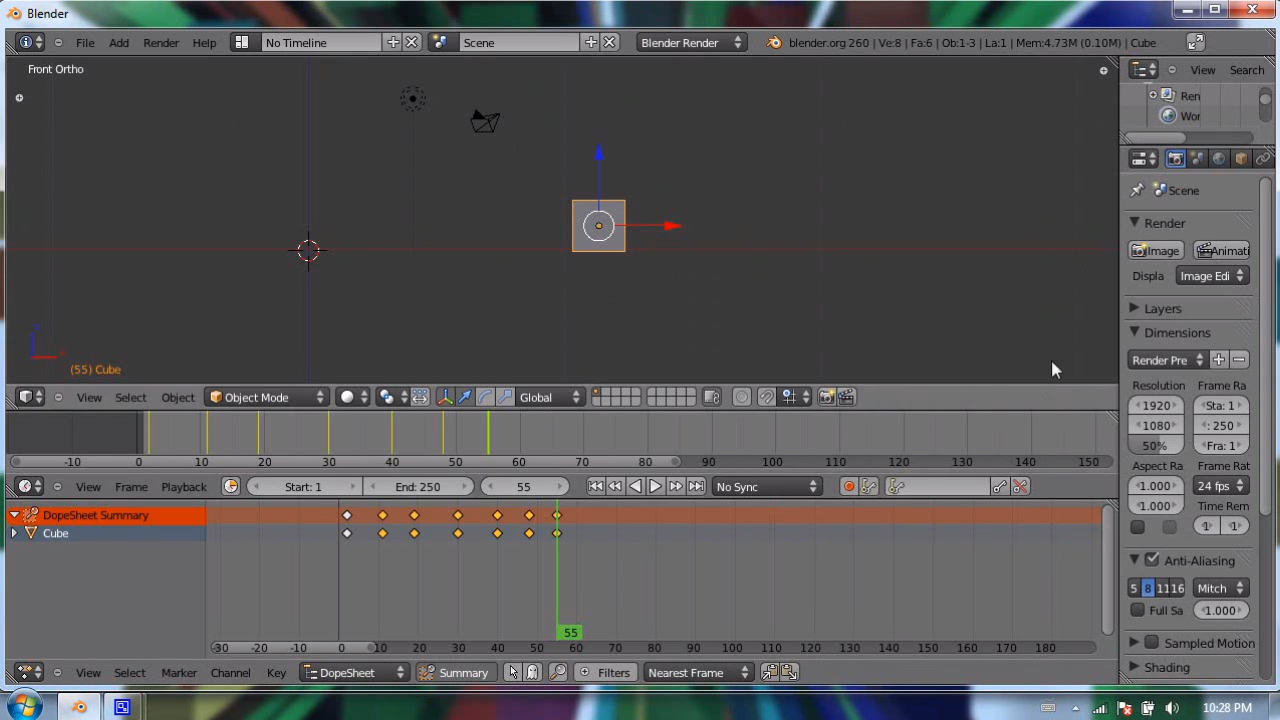 Blender
File Add Render Help No Timeline Scene Blender Render blender.org 260 | Ve:8 | Fa:6 | Ob:1-3 | La:1 | Mem:4.73M (0.10M) | Cube
View Search
Front Ortho
Ren
Wor
Scene
Render
Image Animati
Displa Image Edi
Layers
Dimensions
Render Pre
Resolution Frame Ra
1920 Sta: 1
1080 : 250
50% Fra: 1
Aspect Ra Frame Rat
1.000 24 fps
1.000 Time Rem
1 1
Anti-Aliasing
5 8 11 16 Mitch
Full Sa 1.000
Sampled Motion
Shading
(55) Cube
View Select Object Object Mode Global
-10 0 10 20 30 40 50 60 70 80 90 100 110 120 130 140 150
View Frame Playback Start: 1 End: 250 55 No Sync
DopeSheet Summary
Cube
55
-30 -20 -10 0 10 20 30 40 50 60 70 80 90 100 110 120 130 140 150 160 170 180
View Select Marker Channel Key DopeSheet Summary Filters Nearest Frame
10:28 PM